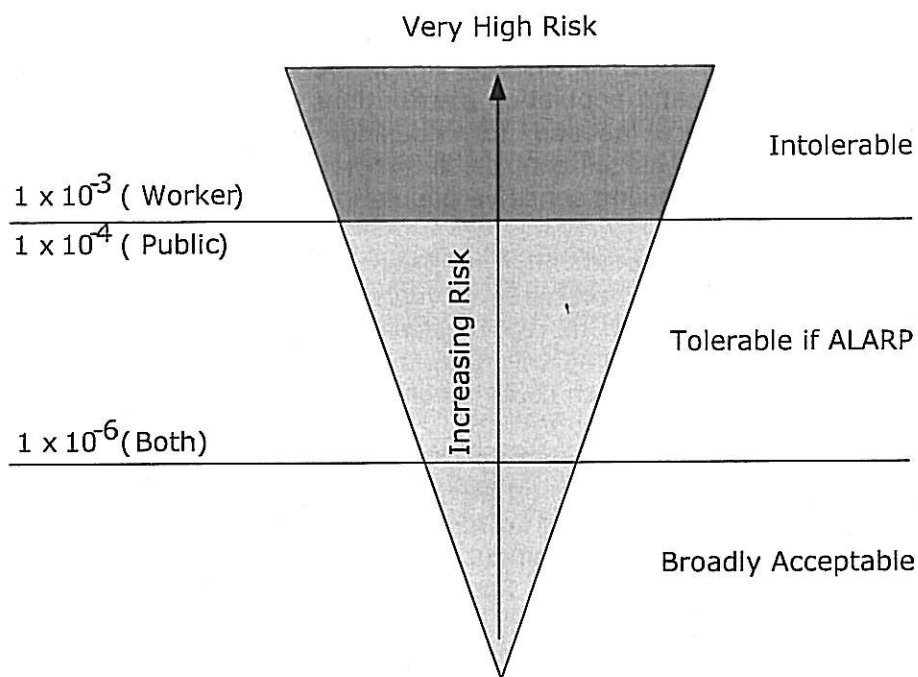 Very High Risk
Intolerable
1 x 10⁻³ ( Worker)
1 x 10⁻⁴ ( Public)
Increasing Risk
Tolerable if ALARP
1 x 10⁻⁶ (Both)
Broadly Acceptable